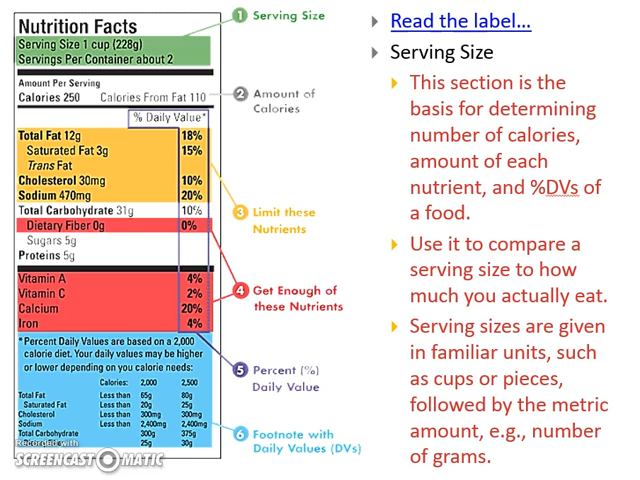 Nutrition Facts
Serving Size 1 cup (228g)
Servings Per Container about 2
Amount Per Serving
Calories 250 Calories From Fat 110
% Daily Value*
Total Fat 12g 18%
Saturated Fat 3g 15%
Trans Fat
Cholesterol 30mg 10%
Sodium 470mg 20%
Total Carbohydrate 31g 10%
Dietary Fiber 0g 0%
Sugars 5g
Proteins 5g
Vitamin A 4%
Vitamin C 2%
Calcium 20%
Iron 4%
* Percent Daily Values are based on a 2,000
calorie diet. Your daily values may be higher
or lower depending on you calorie needs:
Calories: 2,000 2,500
Total Fat Less than 65g 80g
Saturated Fat Less than 20g 25g
Cholesterol Less than 300mg 300mg
Sodium Less than 2,400mg 2,400mg
Total Carbohydrate 300g 375g
25g 30g
Recorded with
SCREENCAST-O-MATIC
1 Serving Size
2 Amount of
Calories
3 Limit these
Nutrients
4 Get Enough of
these Nutrients
5 Percent (%)
Daily Value
6 Footnote with
Daily Values (DVs)
Read the label...
Serving Size
This section is the
basis for determining
number of calories,
amount of each
nutrient, and %DVs of
a food.
Use it to compare a
serving size to how
much you actually eat.
Serving sizes are given
in familiar units, such
as cups or pieces,
followed by the metric
amount, e.g., number
of grams.